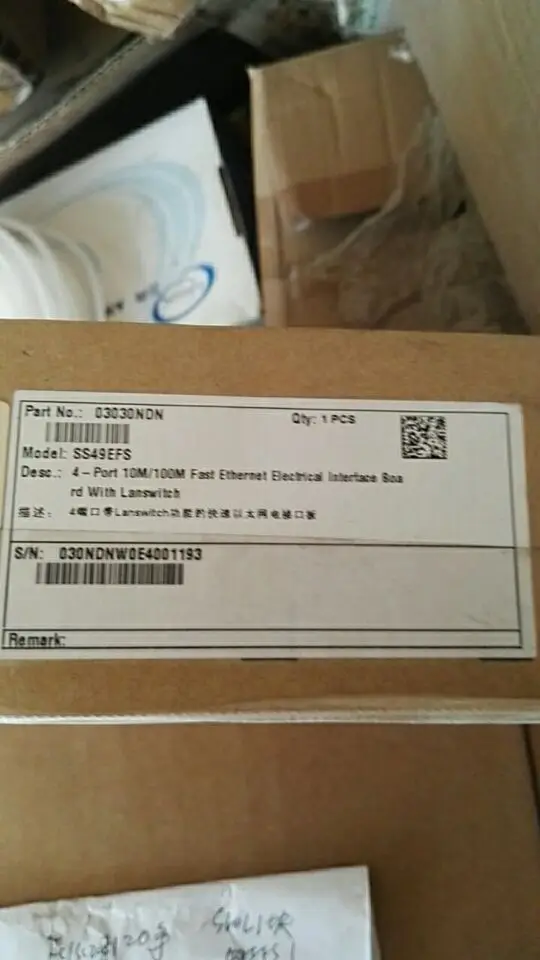 Part No.: 03030NDN
Qty: 1 PCS
Model: SS49EFS
Desc.: 4-Port 10M/100M Fast Ethernet Electrical Interface Boa
rd With Lanswitch
描述: 4端口带Lanswitch功能的快速以太网电接口板
S/N: 030NDNW0E4001193
Remark: